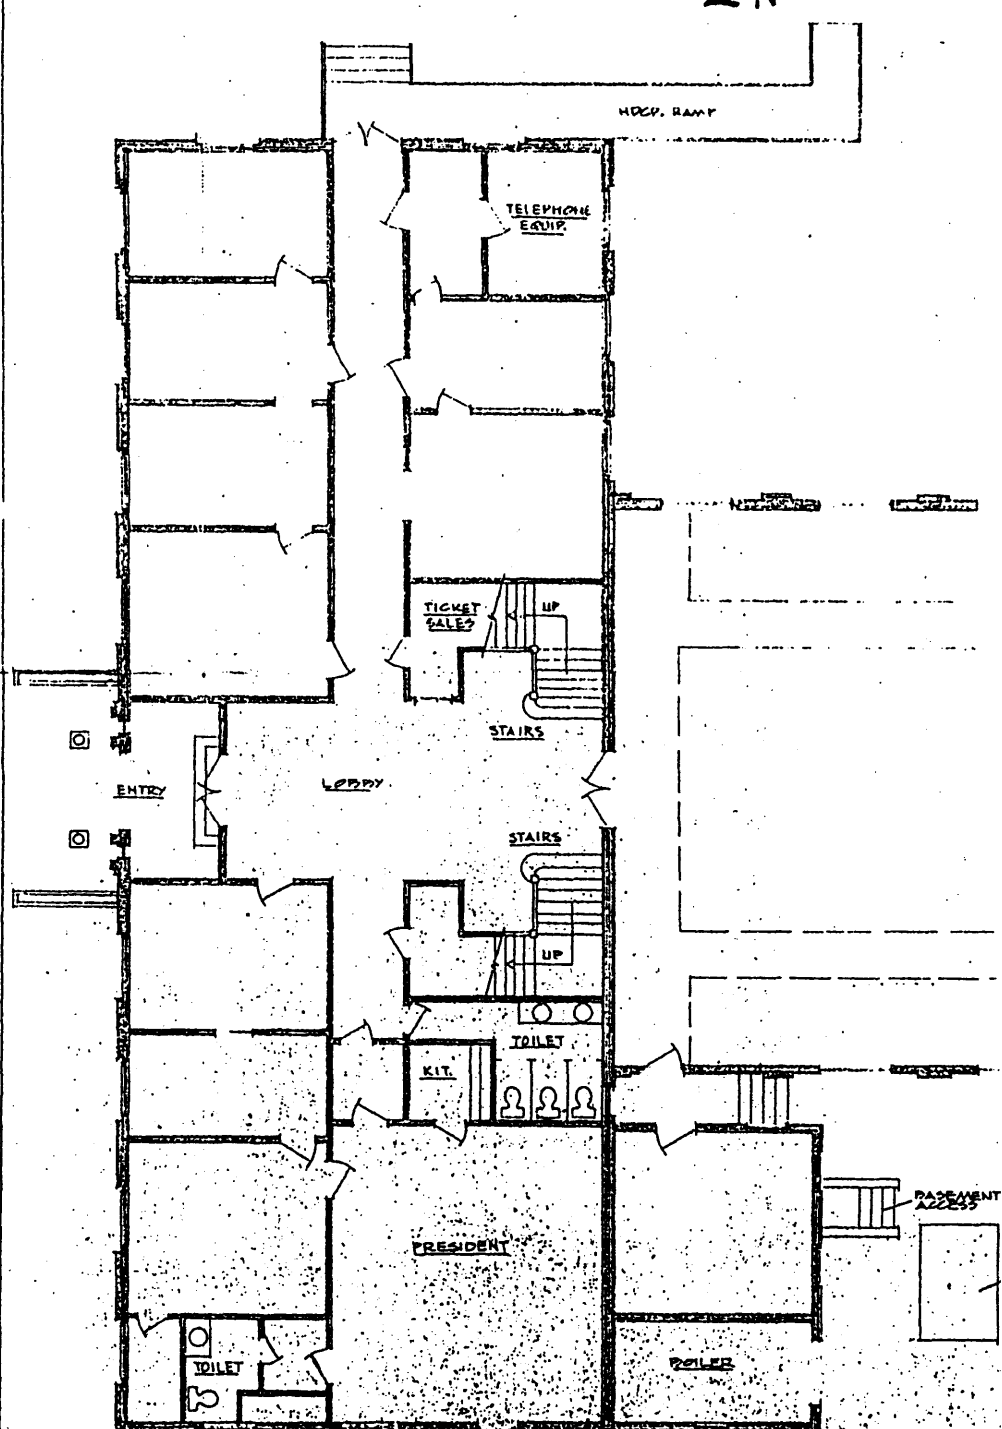 HDCP. RAMP
TELEPHONE
EQUIP.
TICKET
SALES
UP
STAIRS
ENTRY
LOBBY
STAIRS
UP
TOILET
KIT.
BASEMENT
ACCESS
PRESIDENT
TOILET
BOILER